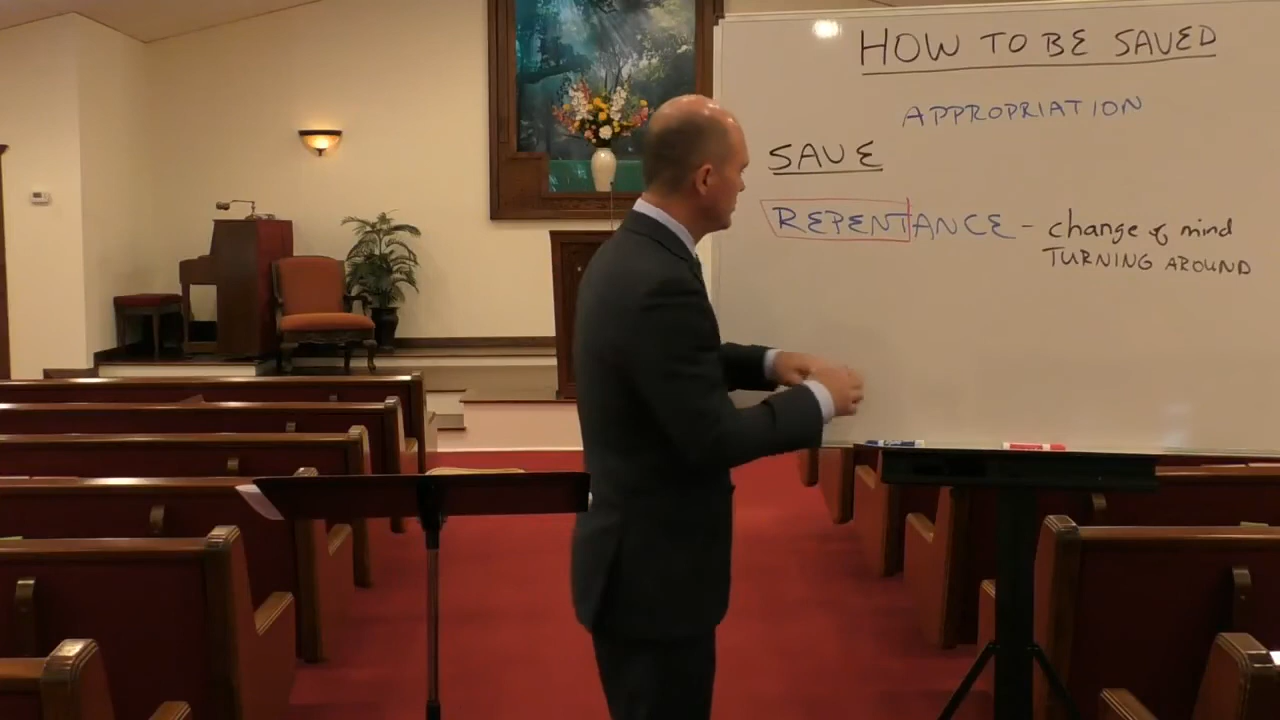 HOW TO BE SAVED
APPROPRIATION
SAVE
REPENTANCE - change of mind
TURNING AROUND